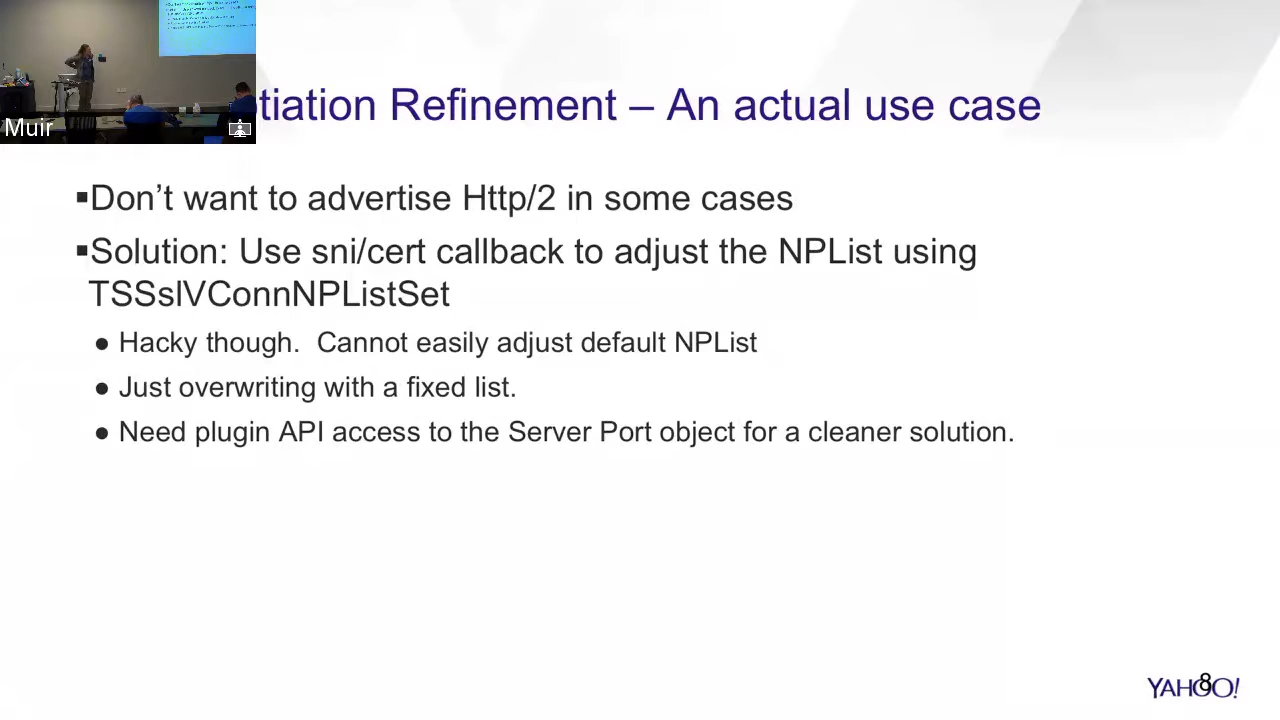 tiation Refinement – An actual use case
Muir
▪Don't want to advertise Http/2 in some cases
▪Solution: Use sni/cert callback to adjust the NPList using
TSSslVConnNPListSet
● Hacky though.  Cannot easily adjust default NPList
● Just overwriting with a fixed list.
● Need plugin API access to the Server Port object for a cleaner solution.
YAHOO!
8